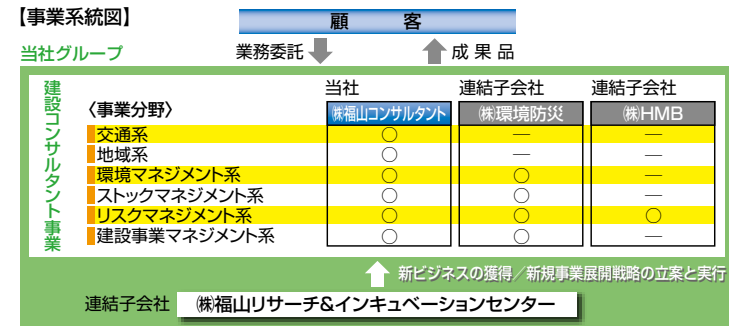 【事業系統図】
顧 客
当社グループ
業務委託
成果品
建設コンサルタント事業
当社 連結子会社 連結子会社
〈事業分野〉 ㈱福山コンサルタント ㈱環境防災 ㈱HMB
交通系 ○ ― ―
地域系 ○ ― ―
環境マネジメント系 ○ ○ ―
ストックマネジメント系 ○ ○ ―
リスクマネジメント系 ○ ○ ○
建設事業マネジメント系 ○ ○ ―
新ビジネスの獲得／新規事業展開戦略の立案と実行
連結子会社 ㈱福山リサーチ&インキュベーションセンター